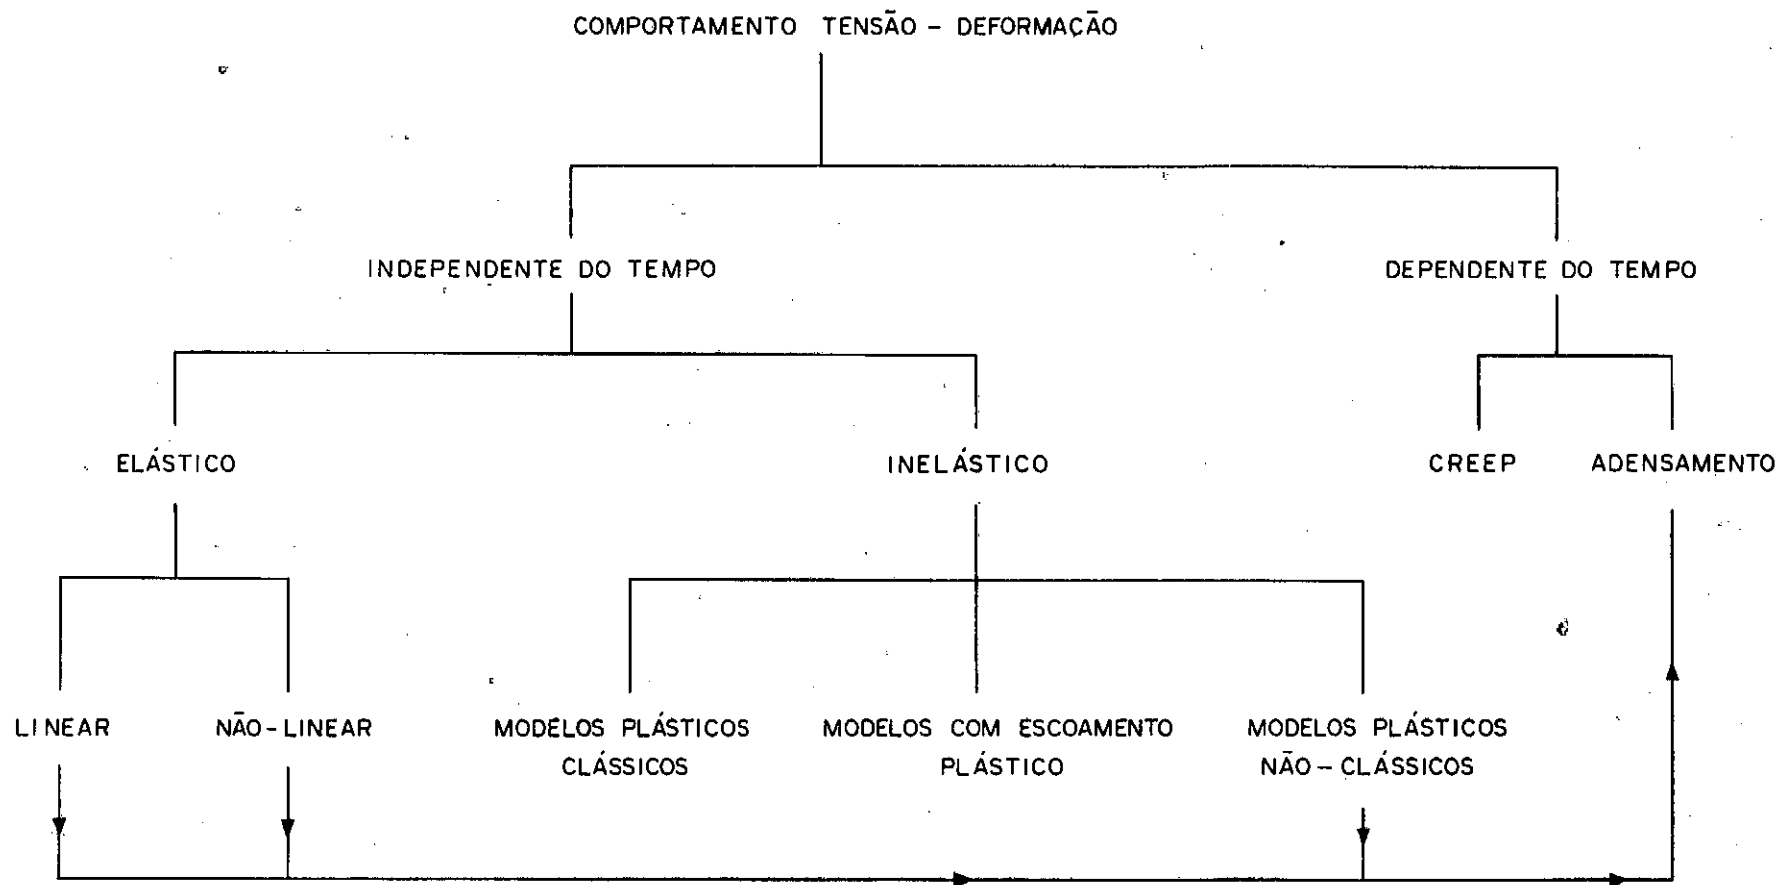 COMPORTAMENTO TENSÃO - DEFORMAÇÃO
INDEPENDENTE DO TEMPO
DEPENDENTE DO TEMPO
ELÁSTICO
INELÁSTICO
CREEP
ADENSAMENTO
LINEAR
NÃO-LINEAR
MODELOS PLÁSTICOS
CLÁSSICOS
MODELOS COM ESCOAMENTO
PLÁSTICO
MODELOS PLÁSTICOS
NÃO-CLÁSSICOS